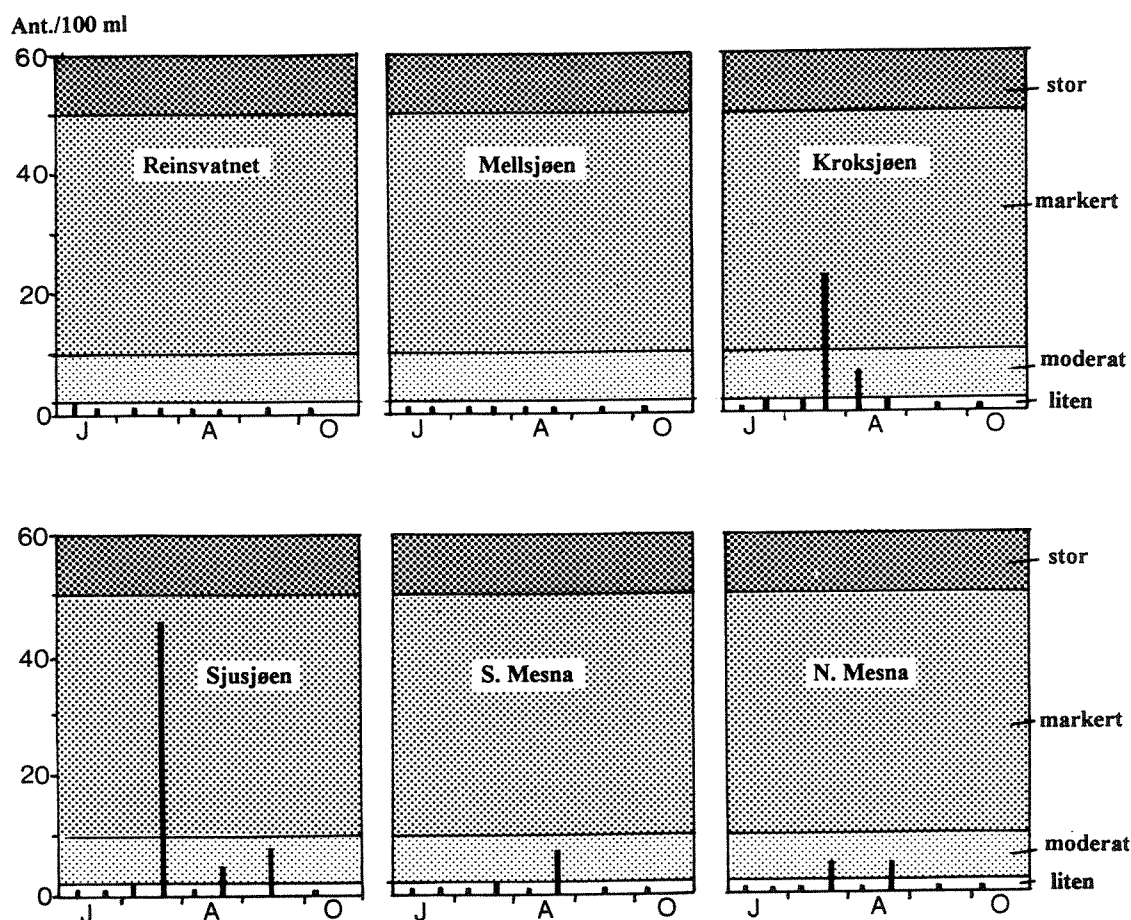 Ant./100 ml
60
40
20
0
Reinsvatnet
J A O
Mellsjøen
J A O
Kroksjøen
J A O
stor
markert
moderat
liten
60
40
20
0
Sjusjøen
J A O
S. Mesna
J A O
N. Mesna
J A O
stor
markert
moderat
liten